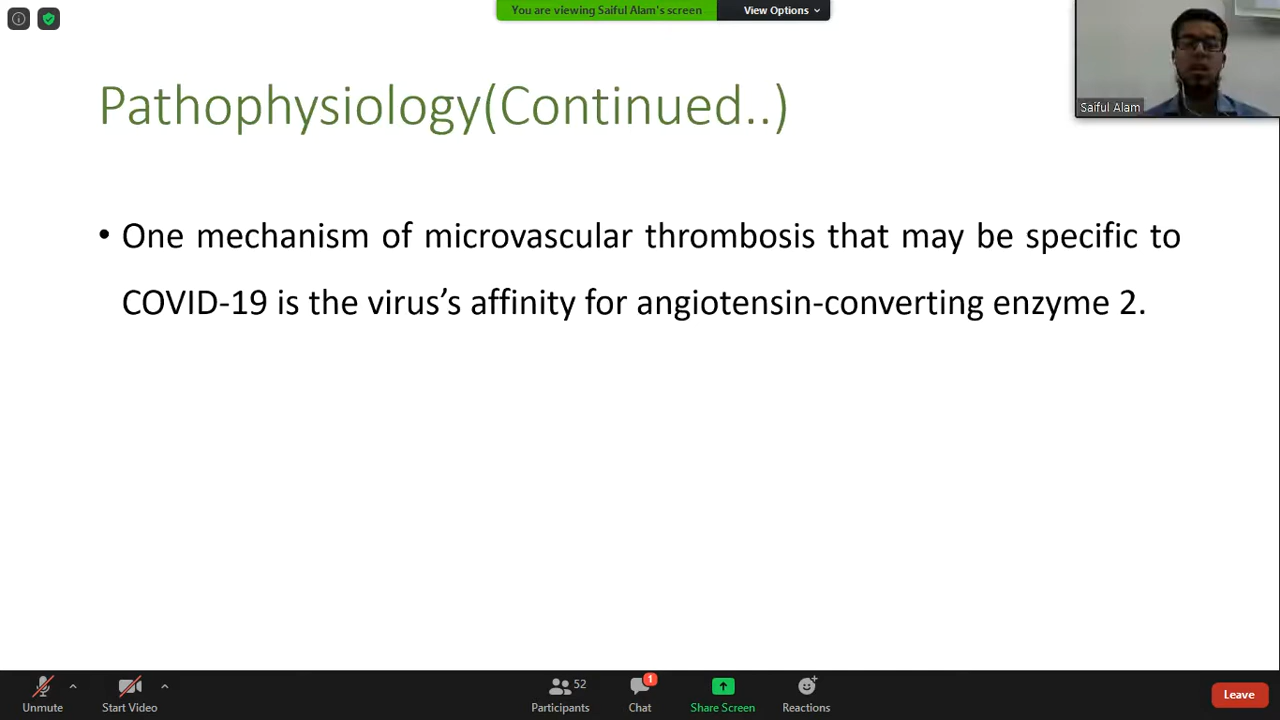 You are viewing Saiful Alam's screen
View Options
Saiful Alam
Pathophysiology(Continued..)
• One mechanism of microvascular thrombosis that may be specific to
COVID-19 is the virus’s affinity for angiotensin-converting enzyme 2.
Unmute
Start Video
52
Participants
1
Chat
Share Screen
Reactions
Leave